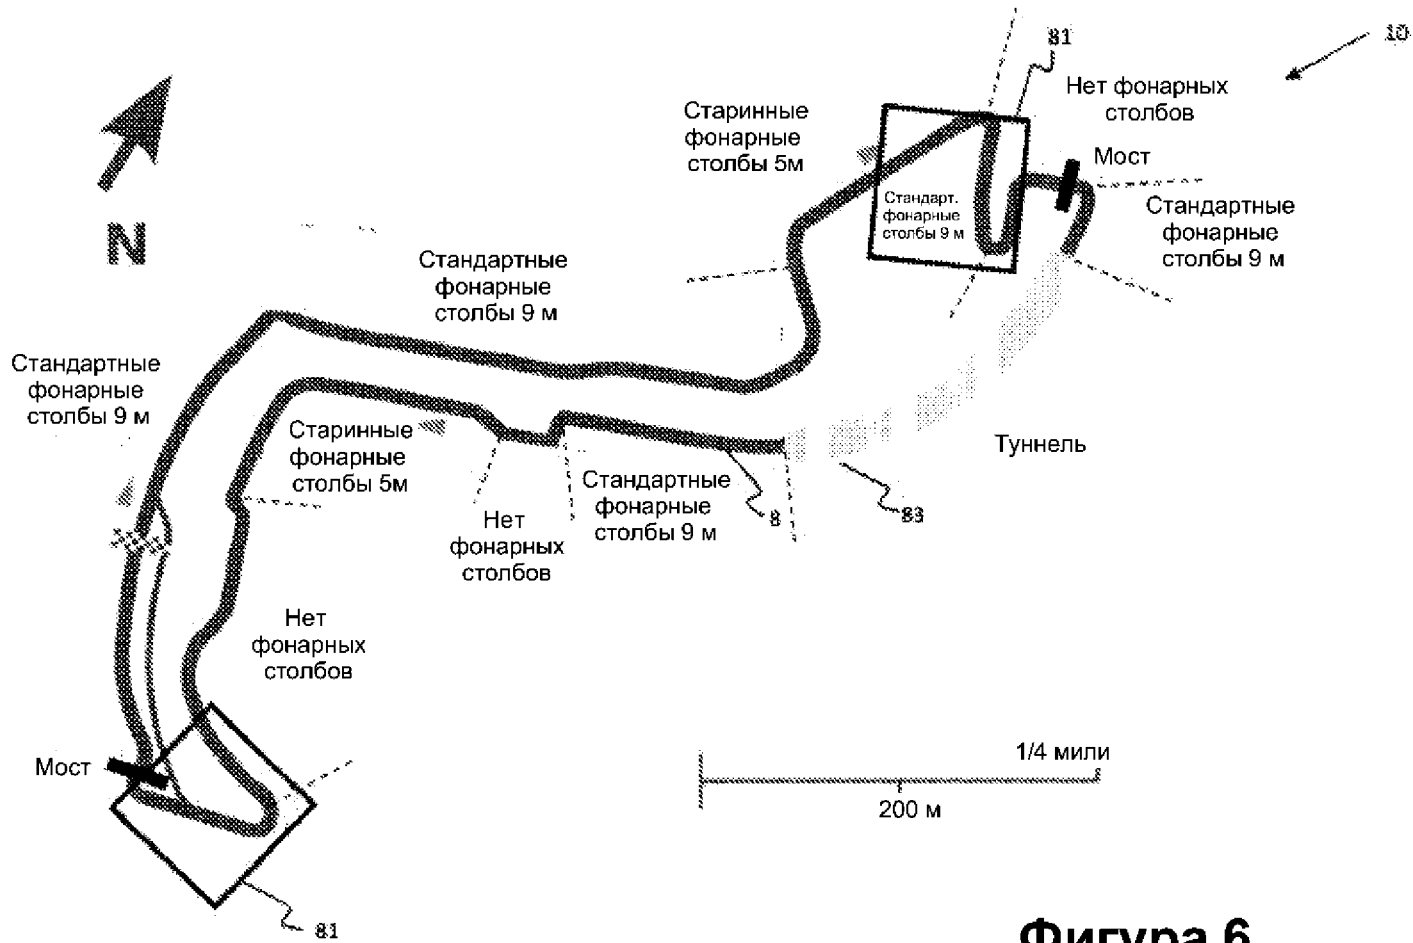 10
81
Нет фонарных
столбов
Старинные
фонарные
столбы 5м
Мост
Стандарт.
фонарные
столбы 9 м
Стандартные
фонарные
столбы 9 м
N
Стандартные
фонарные
столбы 9 м
Стандартные
фонарные
столбы 9 м
Старинные
фонарные
столбы 5м
Туннель
Стандартные
фонарные
столбы 9 м
8
83
Нет
фонарных
столбов
Нет
фонарных
столбов
Мост
1/4 мили
200 м
81
Фигура 6